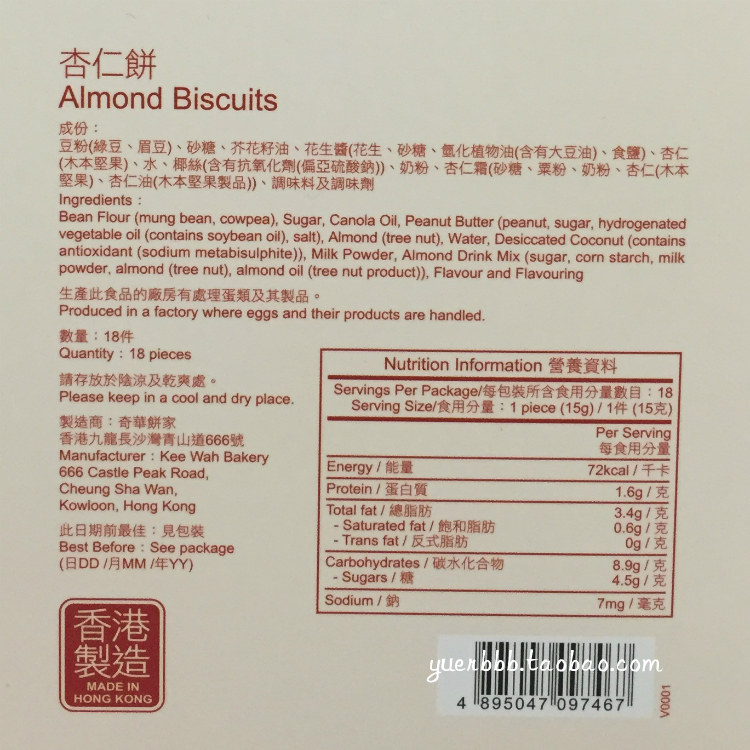 杏仁餅
Almond Biscuits
成份：
豆粉(綠豆、眉豆)、砂糖、芥花籽油、花生醬(花生、砂糖、氫化植物油(含有大豆油)、食鹽)、杏仁
(木本堅果)、水、椰絲(含有抗氧化劑(偏亞硫酸鈉))、奶粉、杏仁霜(砂糖、粟粉、奶粉、杏仁(木本
堅果)、杏仁油(木本堅果製品))、調味料及調味劑
Ingredients :
Bean Flour (mung bean, cowpea), Sugar, Canola Oil, Peanut Butter (peanut, sugar, hydrogenated
vegetable oil (contains soybean oil), salt), Almond (tree nut), Water, Desiccated Coconut (contains
antioxidant (sodium metabisulphite)), Milk Powder, Almond Drink Mix (sugar, corn starch, milk
powder, almond (tree nut), almond oil (tree nut product)), Flavour and Flavouring
生產此食品的廠房有處理蛋類及其製品。
Produced in a factory where eggs and their products are handled.
數量：18件
Quantity : 18 pieces
請存放於陰涼及乾爽處。
Please keep in a cool and dry place.
製造商：奇華餅家
香港九龍長沙灣青山道666號
Manufacturer : Kee Wah Bakery
666 Castle Peak Road,
Cheung Sha Wan,
Kowloon, Hong Kong
此日期前最佳：見包裝
Best Before : See package
(日DD /月MM /年YY)
香港
製造
MADE IN
HONG KONG
Nutrition Information 營養資料
Servings Per Package/每包裝所含食用分量數目：18
Serving Size/食用分量：1 piece (15g) / 1件 (15克)
Per Serving
每食用分量
Energy / 能量 72kcal / 千卡
Protein / 蛋白質 1.6g / 克
Total fat / 總脂肪 3.4g / 克
- Saturated fat / 飽和脂肪 0.6g / 克
- Trans fat / 反式脂肪 0g / 克
Carbohydrates / 碳水化合物 8.9g / 克
- Sugars / 糖 4.5g / 克
Sodium / 鈉 7mg / 毫克
yuerbbb.taobao.com
4 895047 097467
V0001